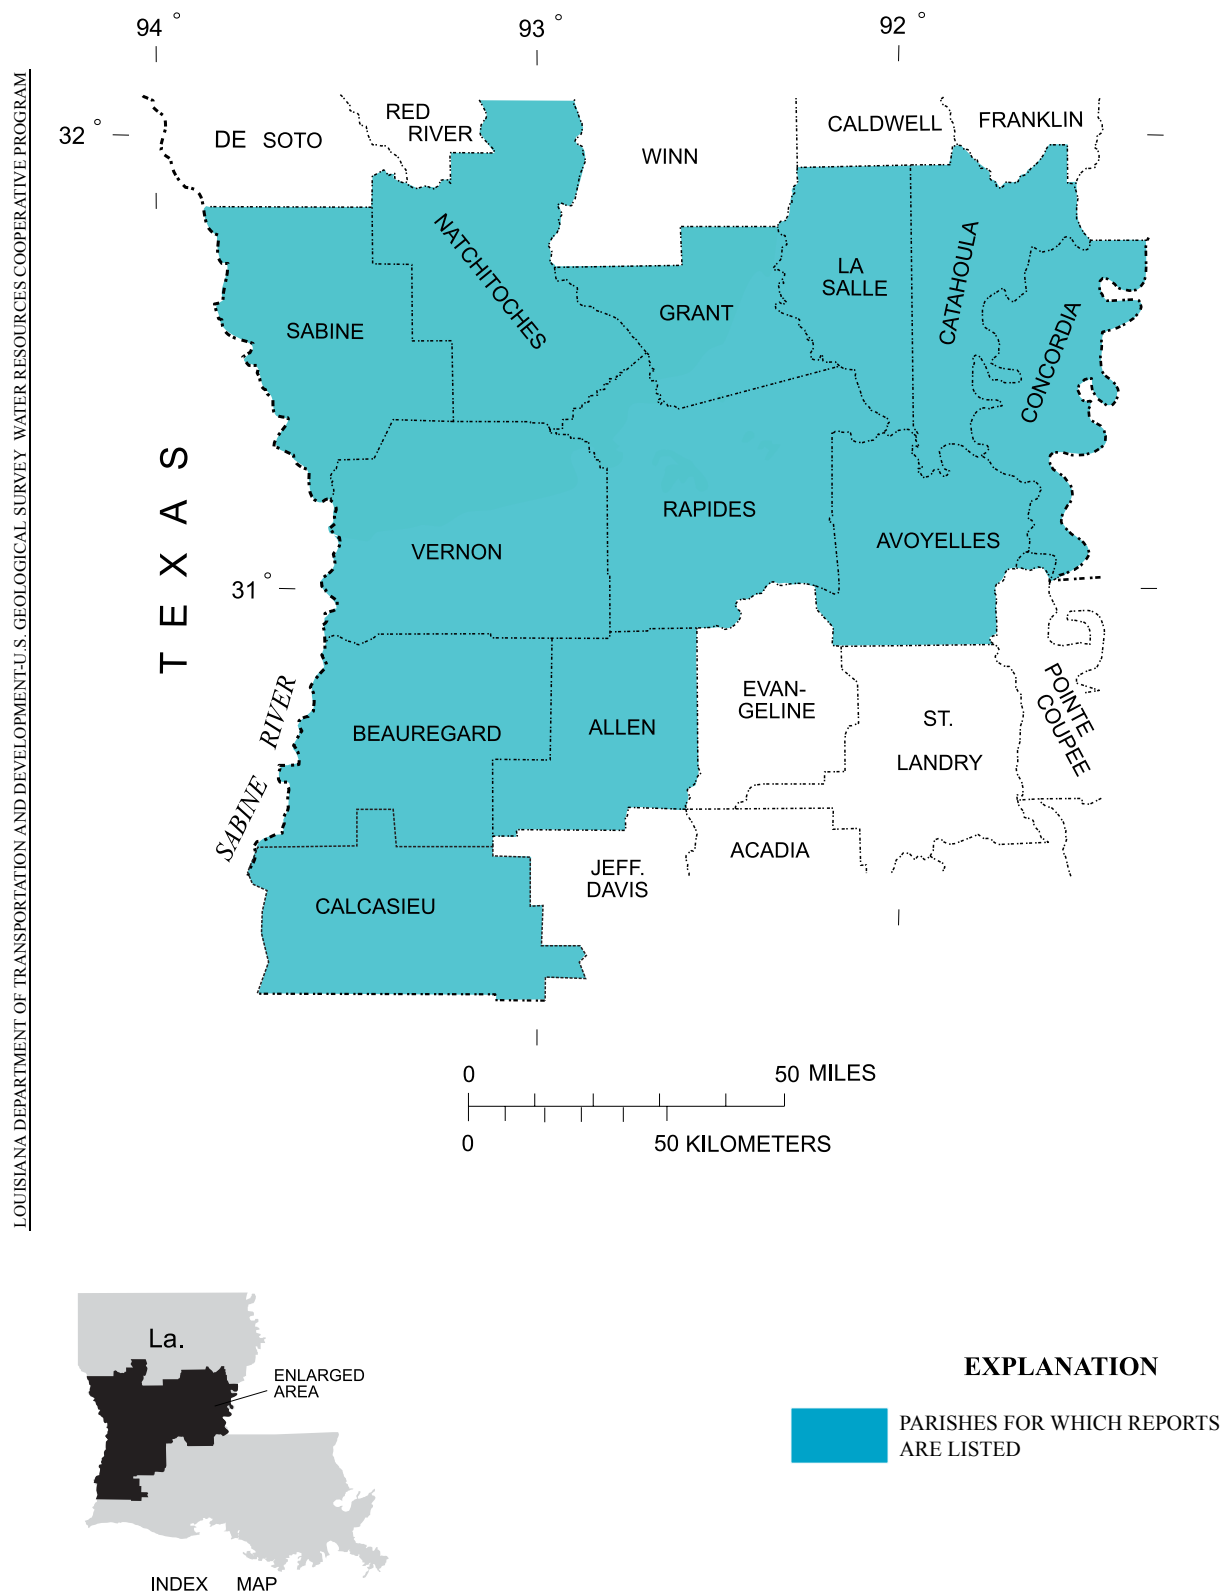 94 °
93 °
92 °
32 °
LOUISIANA DEPARTMENT OF TRANSPORTATION AND DEVELOPMENT-U.S. GEOLOGICAL SURVEY WATER RESOURCES COOPERATIVE PROGRAM
DE SOTO
RED
RIVER
WINN
CALDWELL
FRANKLIN
NATCHITOCHES
SABINE
GRANT
LA
SALLE
CATAHOULA
CONCORDIA
TEXAS
RAPIDES
VERNON
AVOYELLES
31 °
SABINE RIVER
BEAUREGARD
ALLEN
EVAN-
GELINE
ST.
LANDRY
POINTE
COUPEE
CALCASIEU
JEFF.
DAVIS
ACADIA
0 50 MILES
0 50 KILOMETERS
La.
ENLARGED
AREA
INDEX MAP
EXPLANATION
PARISHES FOR WHICH REPORTS
ARE LISTED